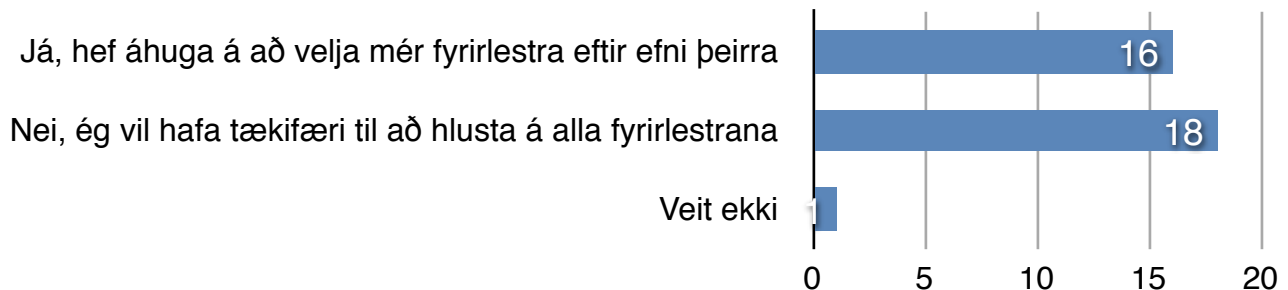 Já, hef áhuga á að velja mér fyrirlestra eftir efni þeirra
16
Nei, ég vil hafa tækifæri til að hlusta á alla fyrirlestrana
18
Veit ekki
1
0 5 10 15 20